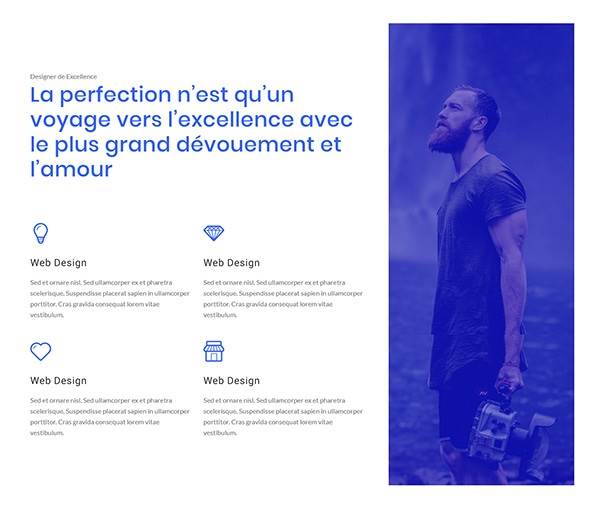 Designer de Excellence
La perfection n’est qu’un
voyage vers l’excellence avec
le plus grand dévouement et
l’amour
Web Design
Sed et ornare nisl. Sed ullamcorper ex et pharetra
scelerisque, Suspendisse placerat sapien in ullamcorper
porttitor. Cras gravida consequat lorem vitae
vestibulum.
Web Design
Sed et ornare nisl. Sed ullamcorper ex et pharetra
scelerisque, Suspendisse placerat sapien in ullamcorper
porttitor. Cras gravida consequat lorem vitae
vestibulum.
Web Design
Sed et ornare nisl. Sed ullamcorper ex et pharetra
scelerisque, Suspendisse placerat sapien in ullamcorper
porttitor. Cras gravida consequat lorem vitae
vestibulum.
Web Design
Sed et ornare nisl. Sed ullamcorper ex et pharetra
scelerisque, Suspendisse placerat sapien in ullamcorper
porttitor. Cras gravida consequat lorem vitae
vestibulum.